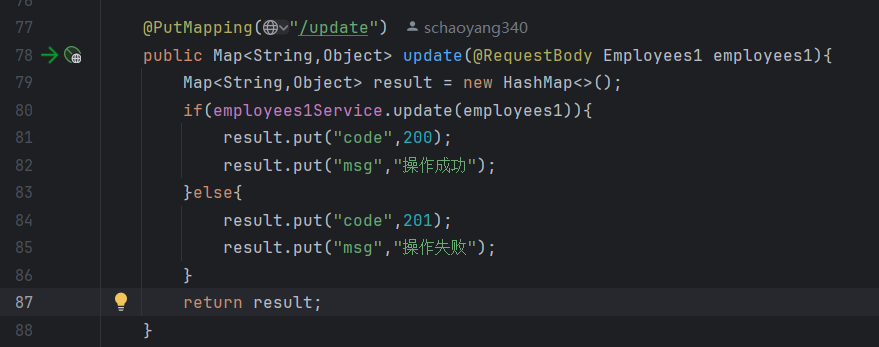 76
77 @PutMapping("/update") schaoyang340
78 public Map<String,Object> update(@RequestBody Employees1 employees1){
79 Map<String,Object> result = new HashMap<>();
80 if(employees1Service.update(employees1)){
81 result.put("code",200);
82 result.put("msg","操作成功");
83 }else{
84 result.put("code",201);
85 result.put("msg","操作失败");
86 }
87 return result;
88 }